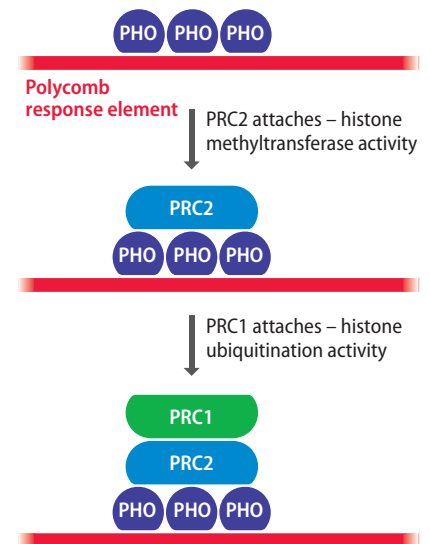 PHO PHO PHO
Polycomb
response element
PRC2 attaches – histone
methyltransferase activity
PRC2
PHO PHO PHO
PRC1 attaches – histone
ubiquitination activity
PRC1
PRC2
PHO PHO PHO